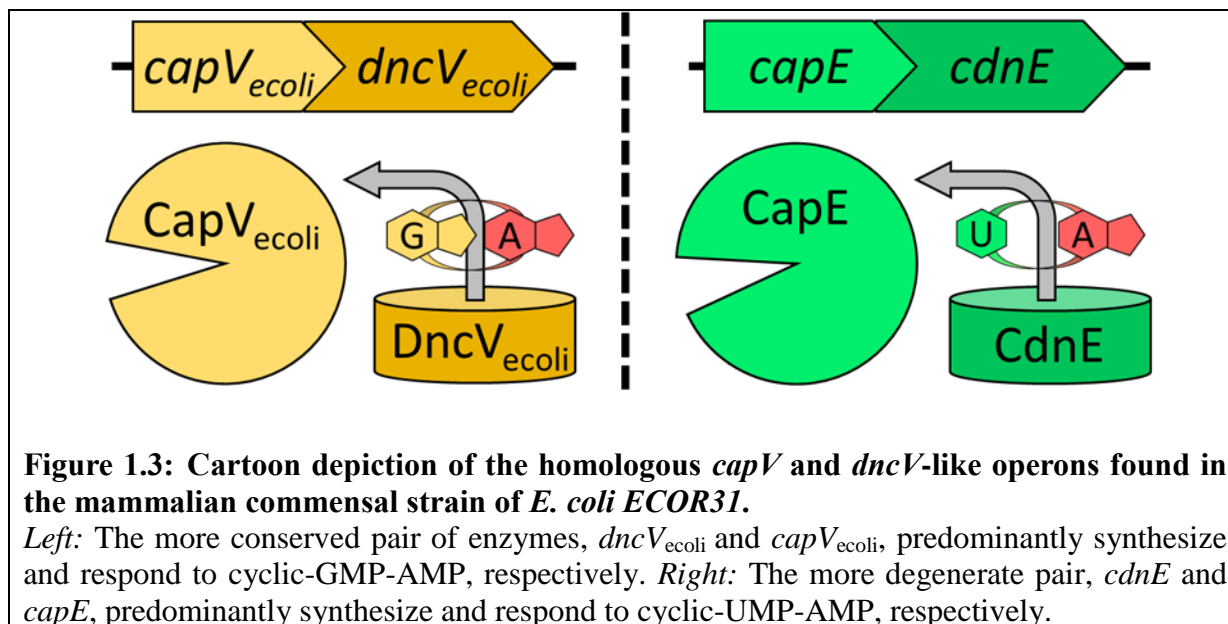 capVecoli dncVecoli capE cdnE
CapVecoli G A DncVecoli
CapE U A CdnE
Figure 1.3: Cartoon depiction of the homologous capV and dncV-like operons found in
the mammalian commensal strain of E. coli ECOR31.
Left: The more conserved pair of enzymes, dncVecoli and capVecoli, predominantly synthesize
and respond to cyclic-GMP-AMP, respectively. Right: The more degenerate pair, cdnE and
capE, predominantly synthesize and respond to cyclic-UMP-AMP, respectively.